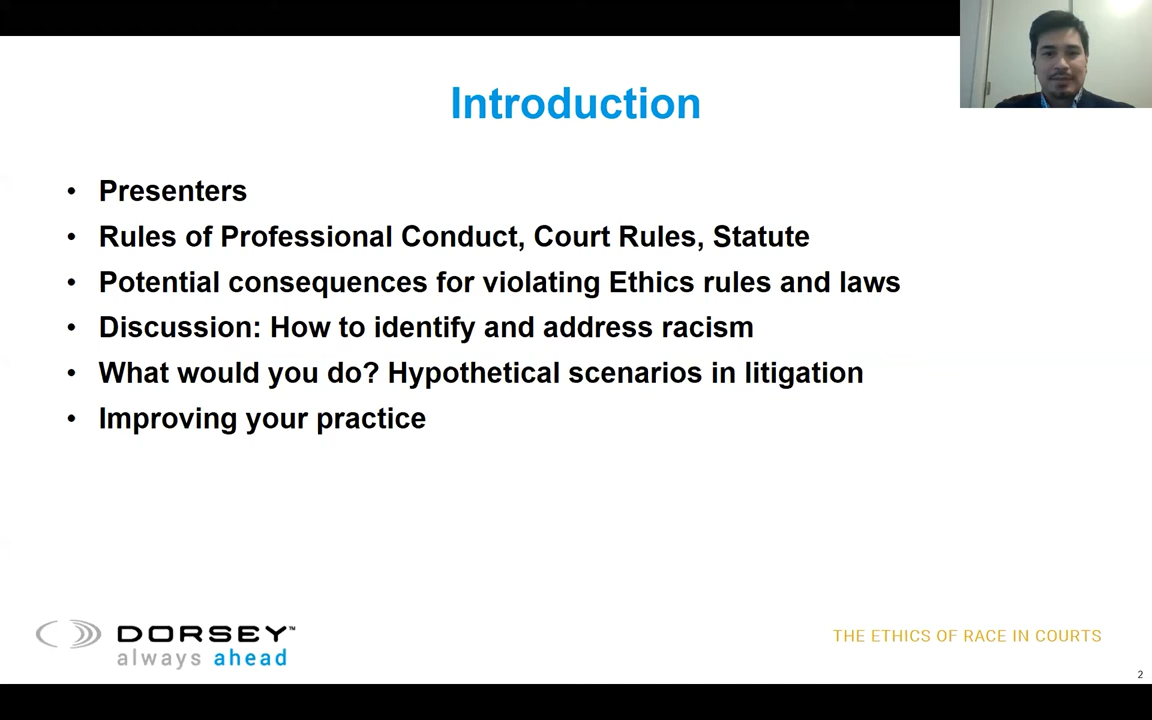 Introduction
• Presenters
• Rules of Professional Conduct, Court Rules, Statute
• Potential consequences for violating Ethics rules and laws
• Discussion: How to identify and address racism
• What would you do? Hypothetical scenarios in litigation
• Improving your practice
DORSEY™
always ahead
THE ETHICS OF RACE IN COURTS
2